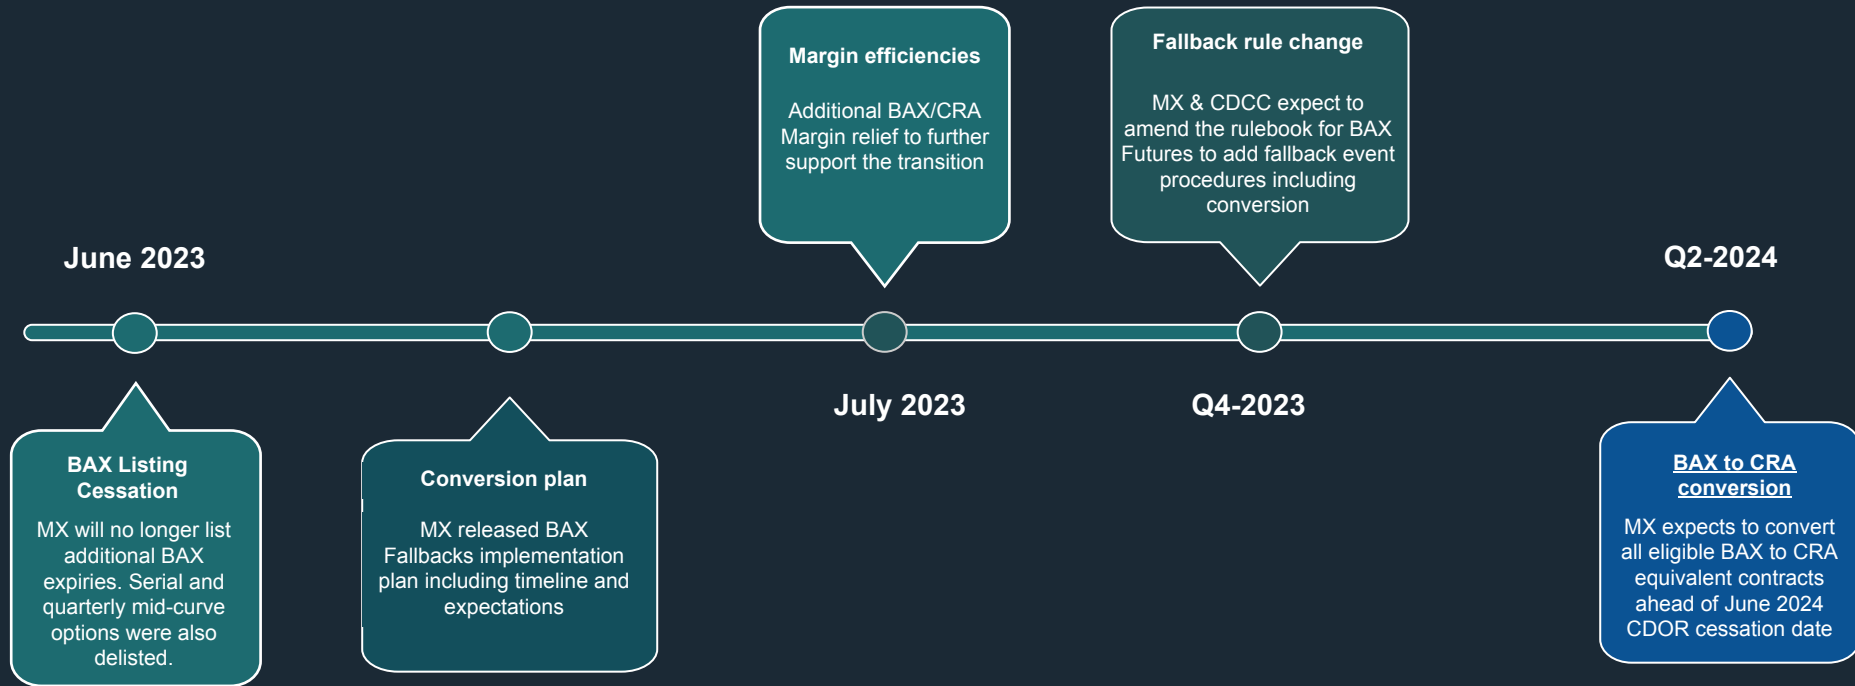 Margin efficiencies
Additional BAX/CRA
Margin relief to further
support the transition
Fallback rule change
MX & CDCC expect to
amend the rulebook for BAX
Futures to add fallback event
procedures including
conversion
June 2023
Q2-2024
July 2023
Q4-2023
BAX Listing
Cessation
MX will no longer list
additional BAX
expiries. Serial and
quarterly mid-curve
options were also
delisted.
Conversion plan
MX released BAX
Fallbacks implementation
plan including timeline and
expectations
BAX to CRA
conversion
MX expects to convert
all eligible BAX to CRA
equivalent contracts
ahead of June 2024
CDOR cessation date